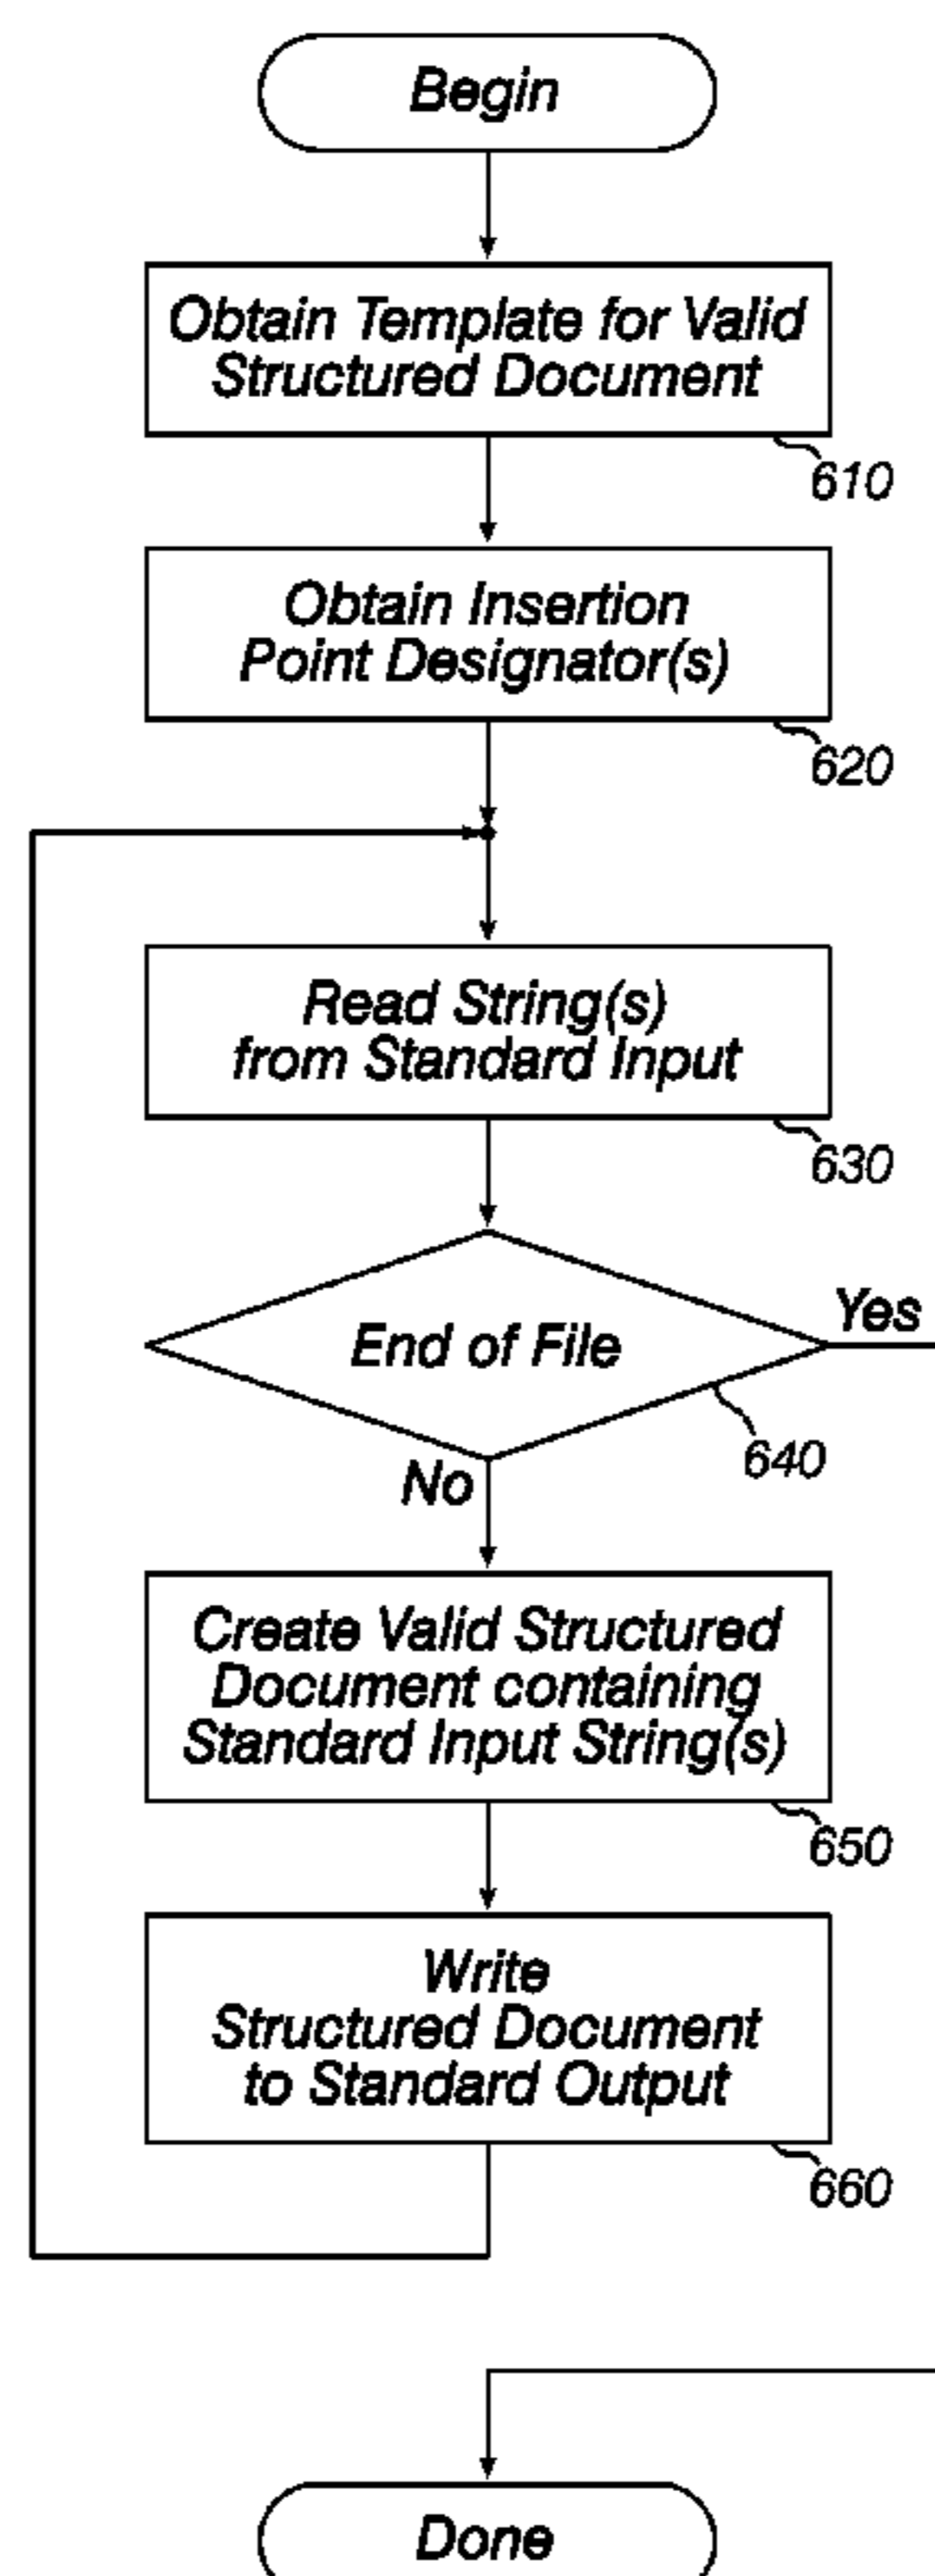 Begin
Obtain Template for Valid
Structured Document
610
Obtain Insertion
Point Designator(s)
620
Read String(s)
from Standard Input
630
End of File
Yes
640
No
Create Valid Structured
Document containing
Standard Input String(s)
650
Write
Structured Document
to Standard Output
660
Done